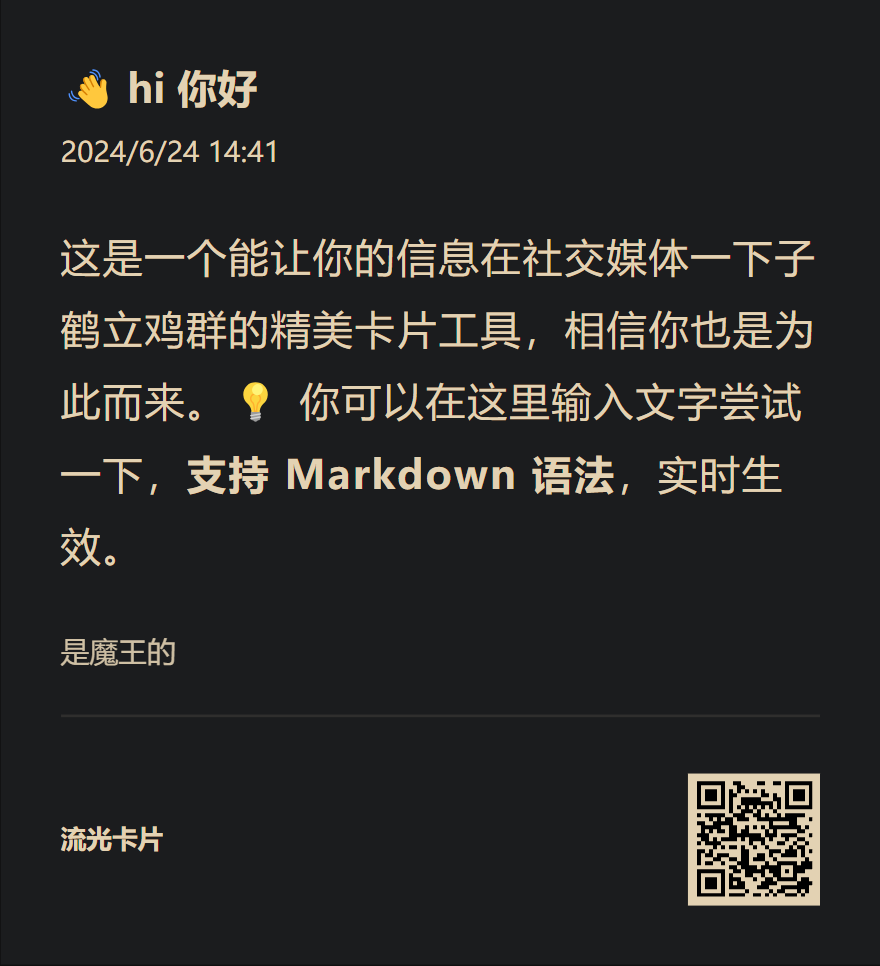 👋 hi 你好
2024/6/24 14:41
这是一个能让你的信息在社交媒体一下子
鹤立鸡群的精美卡片工具，相信你也是为
此而来。💡 你可以在这里输入文字尝试
一下，支持 Markdown 语法，实时生
效。
是魔王的
流光卡片